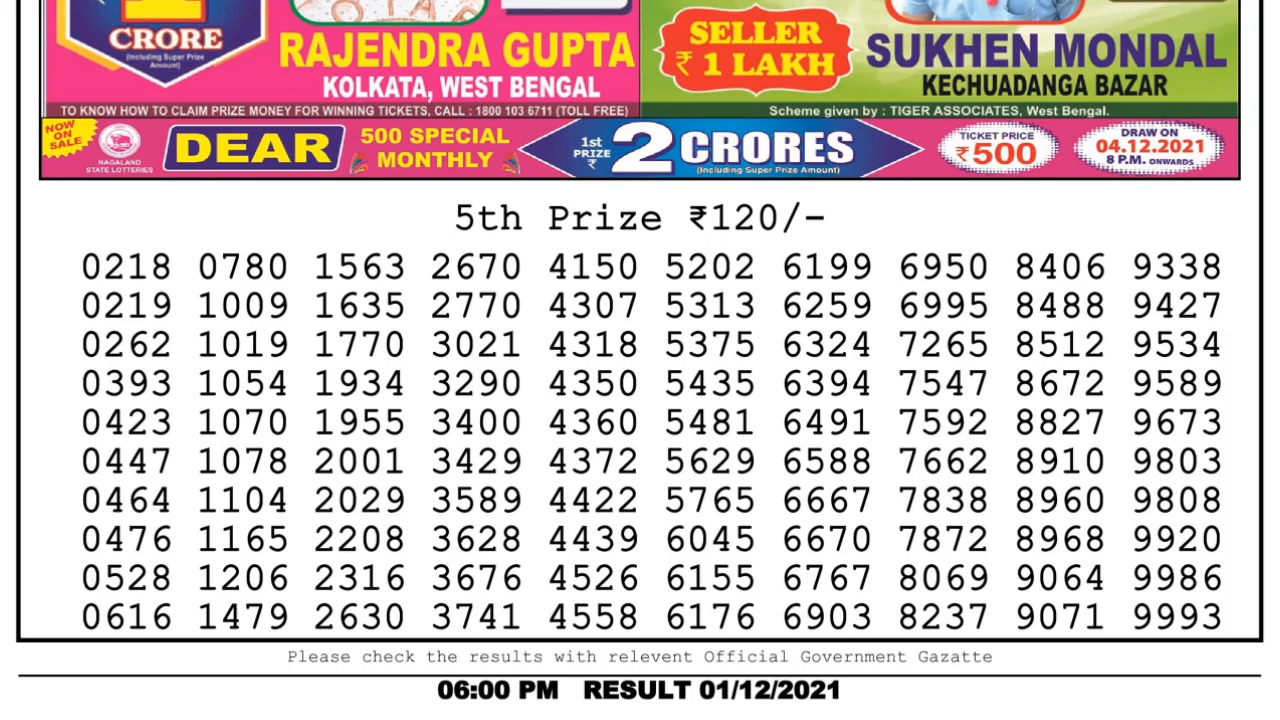 CRORE
(Including Super Prize
Amount)
RAJENDRA GUPTA
KOLKATA, WEST BENGAL
SELLER
₹ 1 LAKH
SUKHEN MONDAL
KECHUADANGA BAZAR
TO KNOW HOW TO CLAIM PRIZE MONEY FOR WINNING TICKETS, CALL : 1800 103 6711 (TOLL FREE)
Scheme given by : TIGER ASSOCIATES, West Bengal.
NOW
ON
SALE
NAGALAND
STATE LOTTERIES
DEAR
500 SPECIAL
MONTHLY
1st
PRIZE
₹
2 CRORES
(Including Super Prize Amount)
TICKET PRICE
₹500
DRAW ON
04.12.2021
8 P.M. ONWARDS
5th Prize ₹120/-
0218 0780 1563 2670 4150 5202 6199 6950 8406 9338
0219 1009 1635 2770 4307 5313 6259 6995 8488 9427
0262 1019 1770 3021 4318 5375 6324 7265 8512 9534
0393 1054 1934 3290 4350 5435 6394 7547 8672 9589
0423 1070 1955 3400 4360 5481 6491 7592 8827 9673
0447 1078 2001 3429 4372 5629 6588 7662 8910 9803
0464 1104 2029 3589 4422 5765 6667 7838 8960 9808
0476 1165 2208 3628 4439 6045 6670 7872 8968 9920
0528 1206 2316 3676 4526 6155 6767 8069 9064 9986
0616 1479 2630 3741 4558 6176 6903 8237 9071 9993
Please check the results with relevent Official Government Gazatte
06:00 PM RESULT 01/12/2021